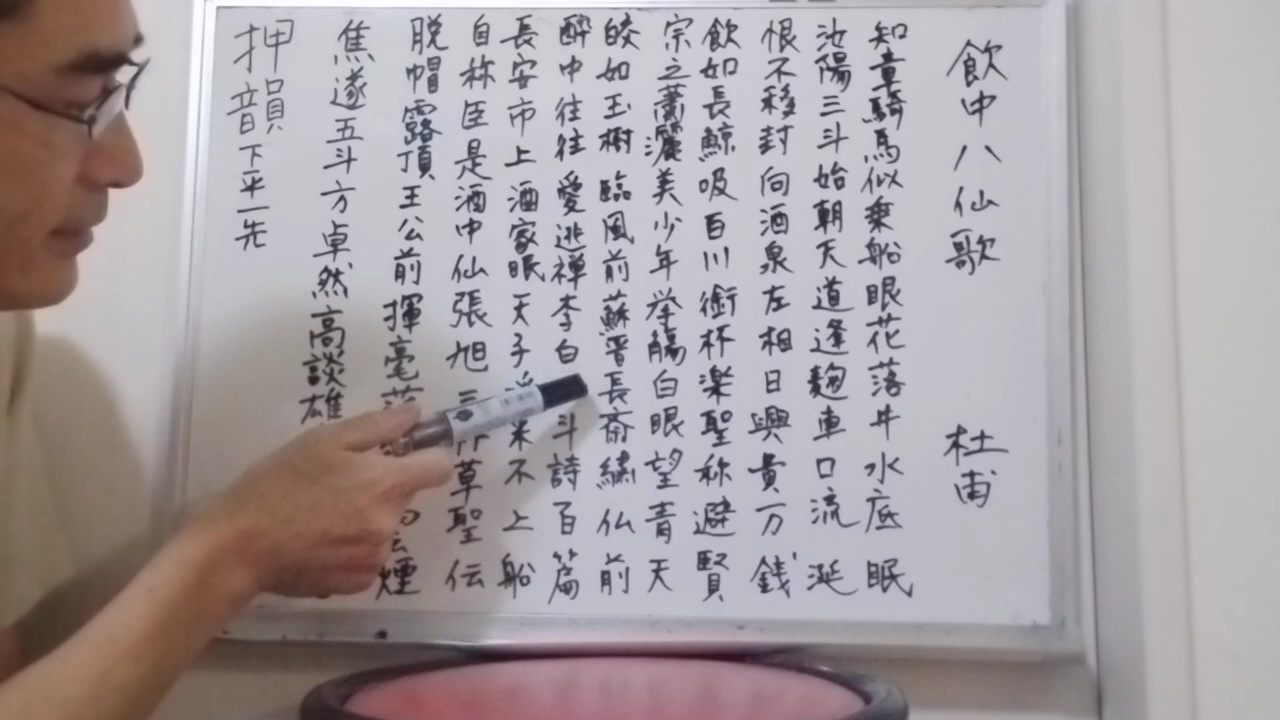 飲中八仙歌 杜甫
知章騎馬似乗船眼花落井水底眠
汝陽三斗始朝天道逢麹車口流涎
恨不移封向酒泉左相日興費万銭
飲如長鯨吸百川銜杯楽聖称避賢
宗之蕭灑美少年挙觴白眼望青天
皎如玉樹臨風前蘇晋長斎繍仏前
酔中往往愛逃禅李白斗詩百篇
長安市上酒家眠天子来不上船
自称臣是酒中仙張旭三草聖伝
脱帽露頂王公前揮毫落煙
焦遂五斗方卓然高談雄
押韻下平一先